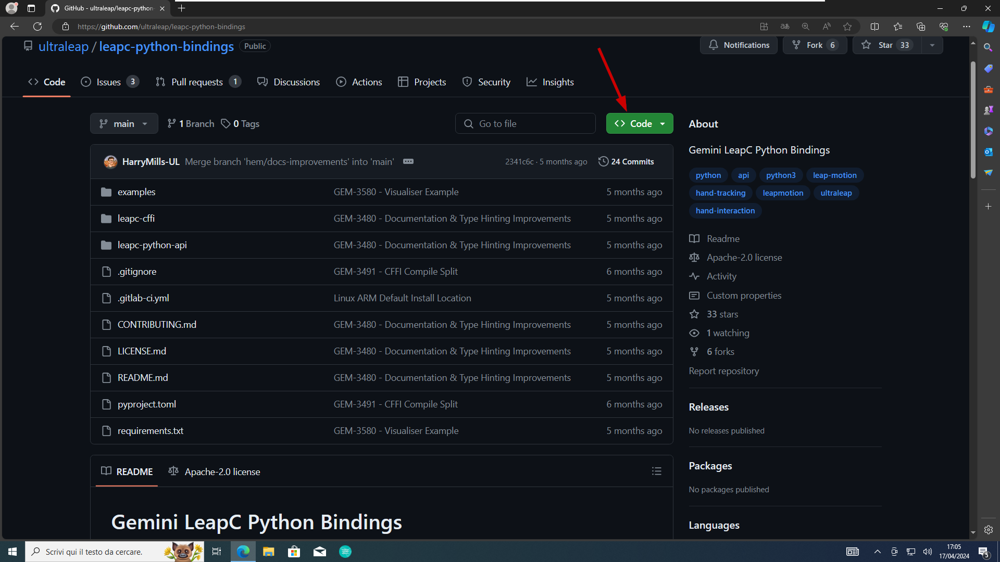 GitHub - ultraleap/leapc-python-
https://github.com/ultraleap/leapc-python-bindings
ultraleap / leapc-python-bindings Public
Notifications Fork 6 Star 33
Code Issues 3 Pull requests 1 Discussions Actions Projects Security Insights
main 1 Branch 0 Tags Go to file Code
HarryMills-UL Merge branch 'hem/docs-improvements' into 'main' 2341c6c · 5 months ago 24 Commits
examples GEM-3580 - Visualiser Example 5 months ago
leapc-cffi GEM-3480 - Documentation & Type Hinting Improvements 5 months ago
leapc-python-api GEM-3480 - Documentation & Type Hinting Improvements 5 months ago
.gitignore GEM-3491 - CFFI Compile Split 6 months ago
.gitlab-ci.yml Linux ARM Default Install Location 5 months ago
CONTRIBUTING.md GEM-3480 - Documentation & Type Hinting Improvements 5 months ago
LICENSE.md GEM-3480 - Documentation & Type Hinting Improvements 5 months ago
README.md GEM-3480 - Documentation & Type Hinting Improvements 5 months ago
pyproject.toml GEM-3491 - CFFI Compile Split 6 months ago
requirements.txt GEM-3580 - Visualiser Example 5 months ago
README Apache-2.0 license
Gemini LeapC Python Bindings
About
Gemini LeapC Python Bindings
python api python3 leap-motion
hand-tracking leapmotion ultraleap
hand-interaction
Readme
Apache-2.0 license
Activity
Custom properties
33 stars
1 watching
6 forks
Report repository
Releases
No releases published
Packages
No packages published
Languages
Scrivi qui il testo da cercare.
17:05
17/04/2024
5